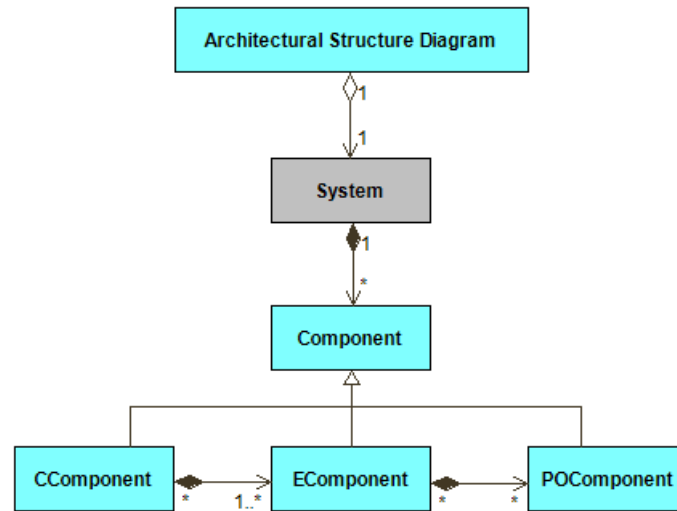 Architectural Structure Diagram
1
1
System
1
*
Component
CComponent
*
1..*
EComponent
*
*
POComponent